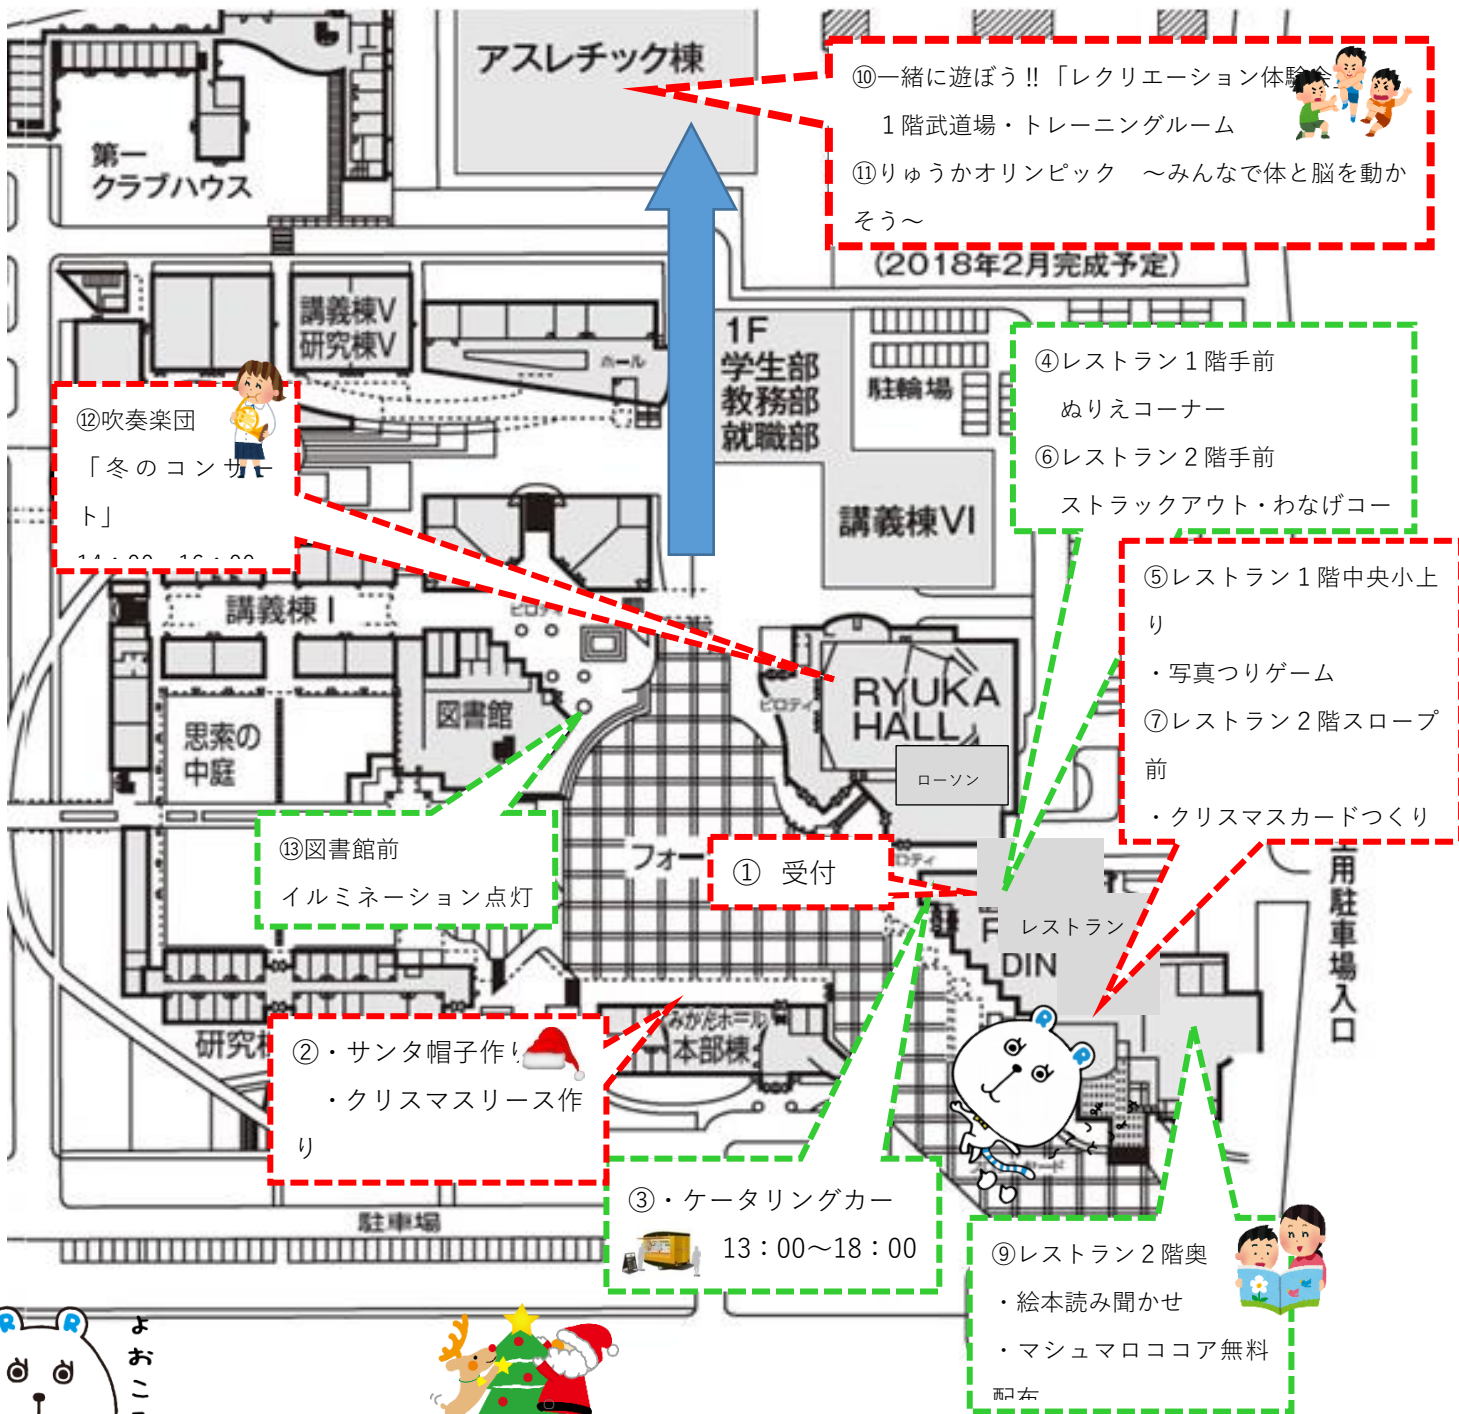 アスレチック棟
⑩一緒に遊ぼう‼「レクリエーション体験会」
1階武道場・トレーニングルーム
⑪りゅうかオリンピック　～みんなで体と脳を動か
そう～
第一
クラブハウス
(2018年2月完成予定)
講義棟V
研究棟V
ホール
1F
学生部
教務部
就職部
駐輪場
④レストラン1階手前
ぬりえコーナー
⑥レストラン2階手前
ストラックアウト・わなげコー
⑫吹奏楽団
「冬のコンサー
ト」
14：00～16：00
講義棟VI
⑤レストラン1階中央小上
り
・写真つりゲーム
⑦レストラン2階スロープ
前
・クリスマスカードつくり
講義棟I
ピロティ
図書館
思索の
中庭
ピロティ
RYUKA
HALL
ローソン
⑬図書館前
イルミネーション点灯
フォー
① 受付
ロティ
レストラン
DIN
用駐車場入口
研究棟
みかんホール
本部棟
②・サンタ帽子作り
・クリスマスリース作
り
③・ケータリングカー
13：00～18：00
駐車場
ード
⑨レストラン2階奥
・絵本読み聞かせ
・マシュマロココア無料
配布
R R
R R
よおこ